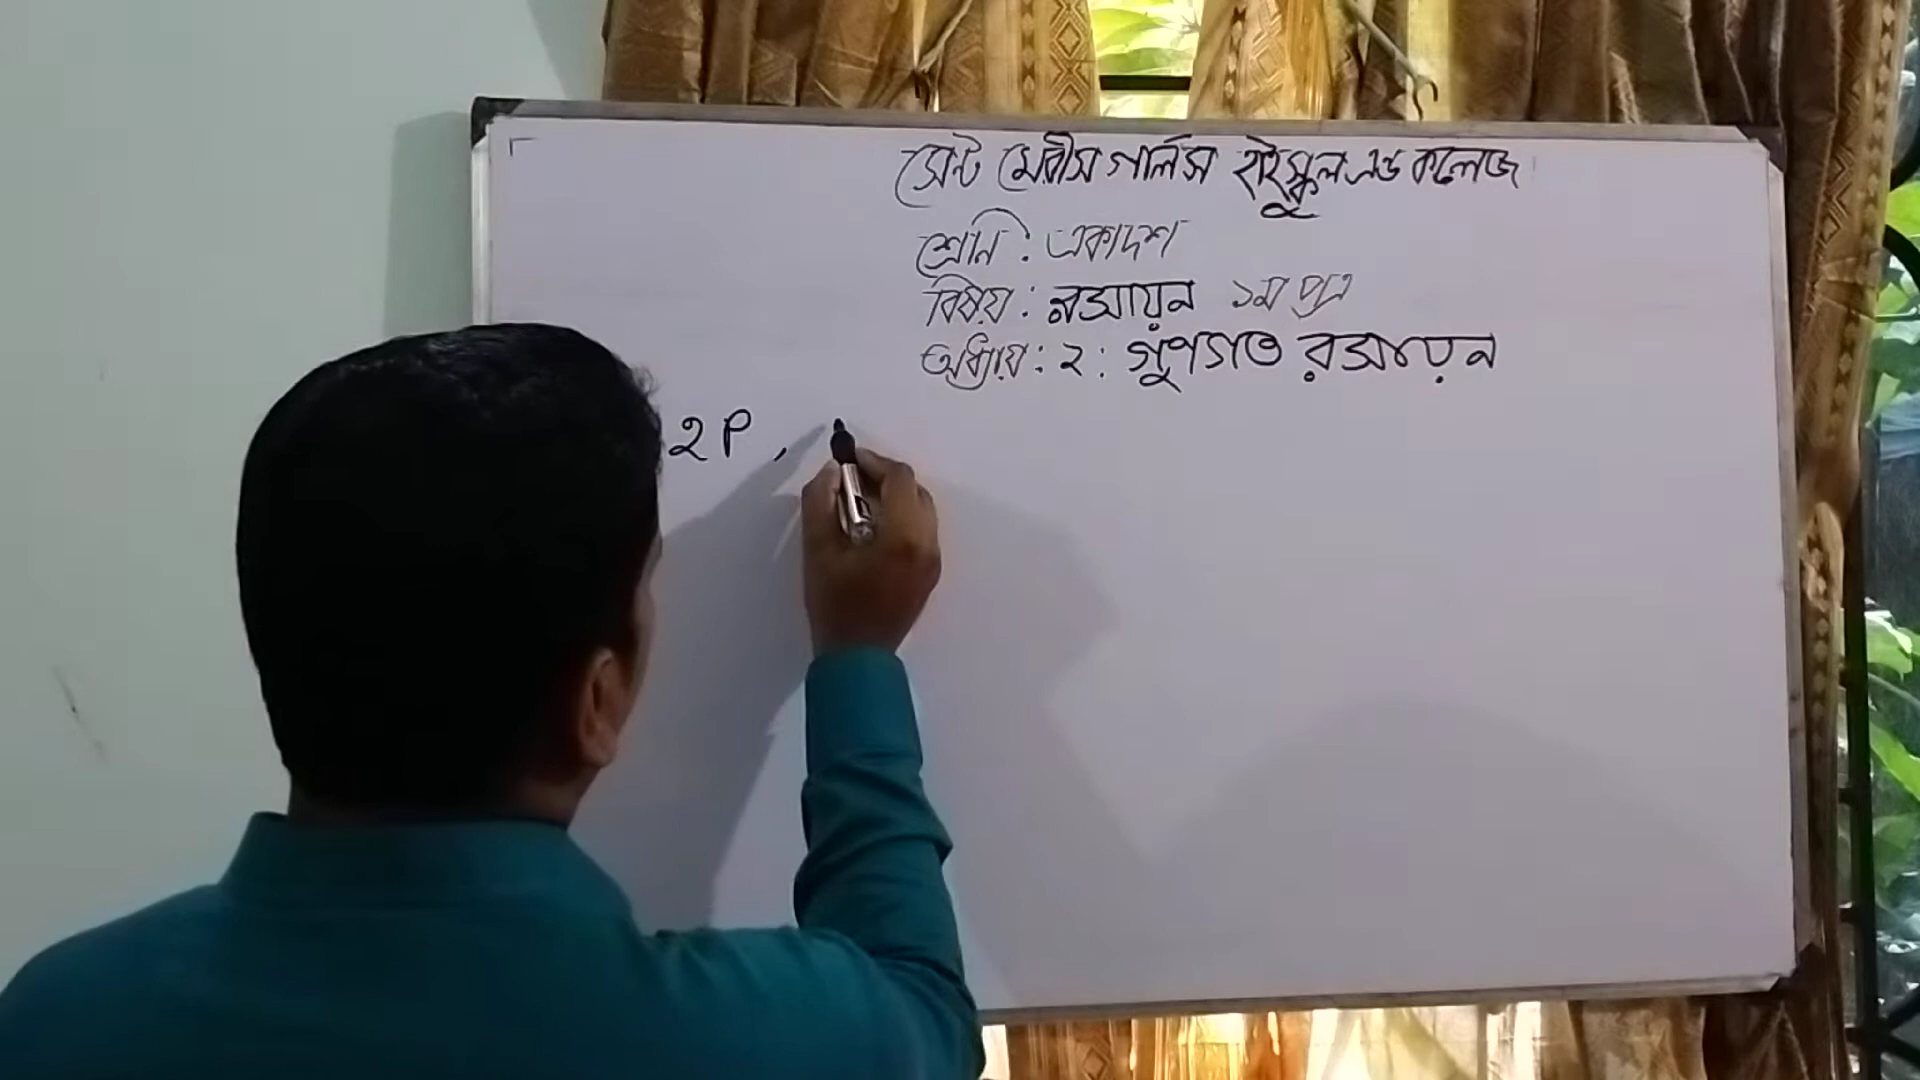 সেন্ট মেরীস গার্লস হাইস্কুল এন্ড কলেজ
শ্রেনি : একাদশ
বিষয় : রসায়ন ১ম পত্র
অধ্যায় : ২ : গুণগত রসায়ন
2P ,